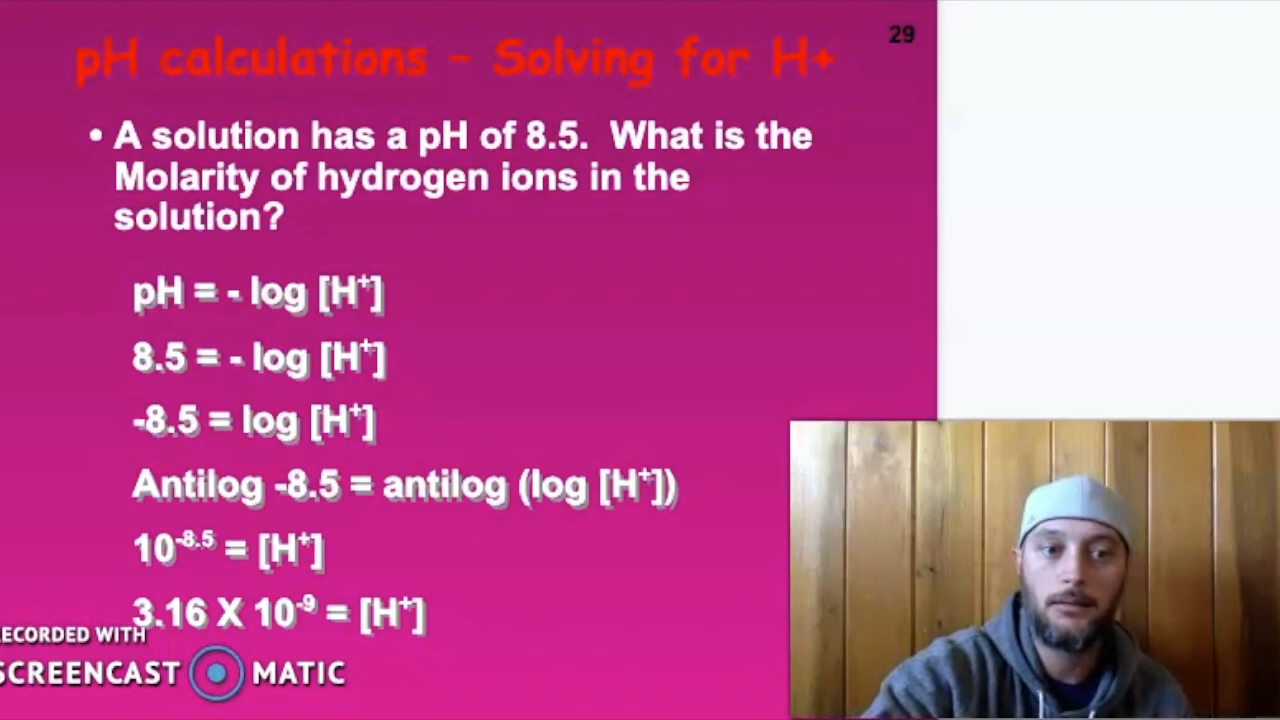 29
pH calculations – Solving for H+
• A solution has a pH of 8.5. What is the
Molarity of hydrogen ions in the
solution?
pH = - log [H⁺]
8.5 = - log [H⁺]
-8.5 = log [H⁺]
Antilog -8.5 = antilog (log [H⁺])
10⁻⁸·⁵ = [H⁺]
3.16 X 10⁻⁹ = [H⁺]
ECORDED WITH
SCREENCAST MATIC